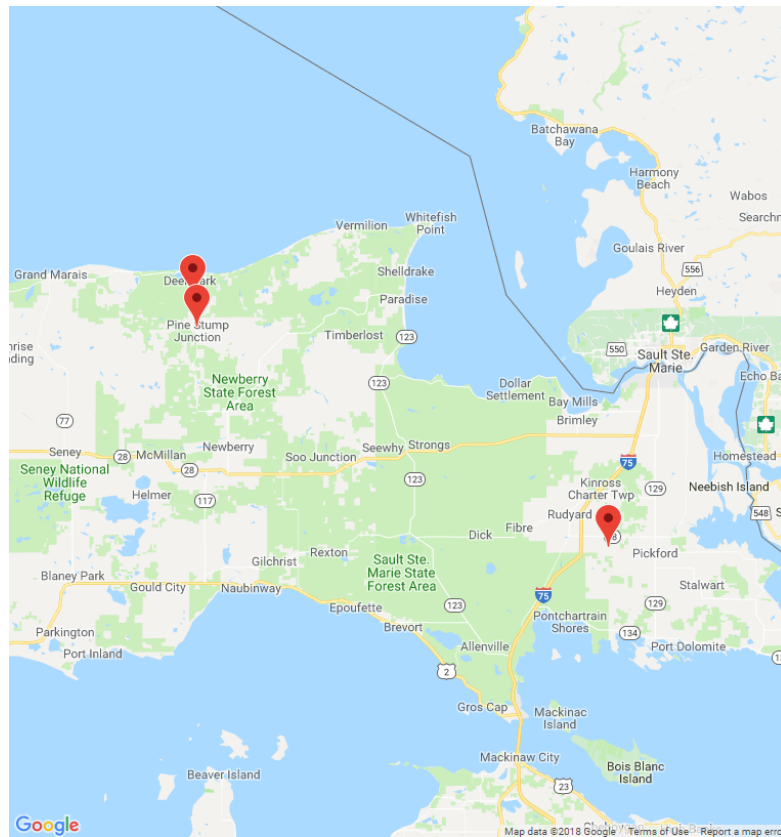 Batchawana
Bay
Harmony
Beach
Wabos
Goulais River
556
Heyden
Vermilion
Whitefish
Point
Grand Marais
Shelldrake
Paradise
Pine Stump
Junction
Timberlost
123
550
Sault Ste.
Marie
Garden River
Newberry
State Forest
Area
123
Dollar
Settlement
Bay Mills
Brimley
77
Seney
28
McMillan
Newberry
Soo Junction
Seewhy
Strongs
75
Homestead
Seney National
Wildlife
Refuge
28
Helmer
117
123
Kinross
Charter Twp
129
Neebish Island
548
Rudyard
Fibre
Dick
Pickford
Gilchrist
Rexton
Sault Ste.
Marie State
Forest Area
Blaney Park
Gould City
Naubinway
Epoufette
75
Stalwart
123
Pontchartrain
Shores
129
134
Parkington
Port Inland
Brevort
Allenville
Port Dolomite
2
Gros Cap
Mackinac
Island
Mackinaw City
Bois Blanc
Island
Beaver Island
23
Google
Map data ©2018 Google
Terms of Use
Report a map